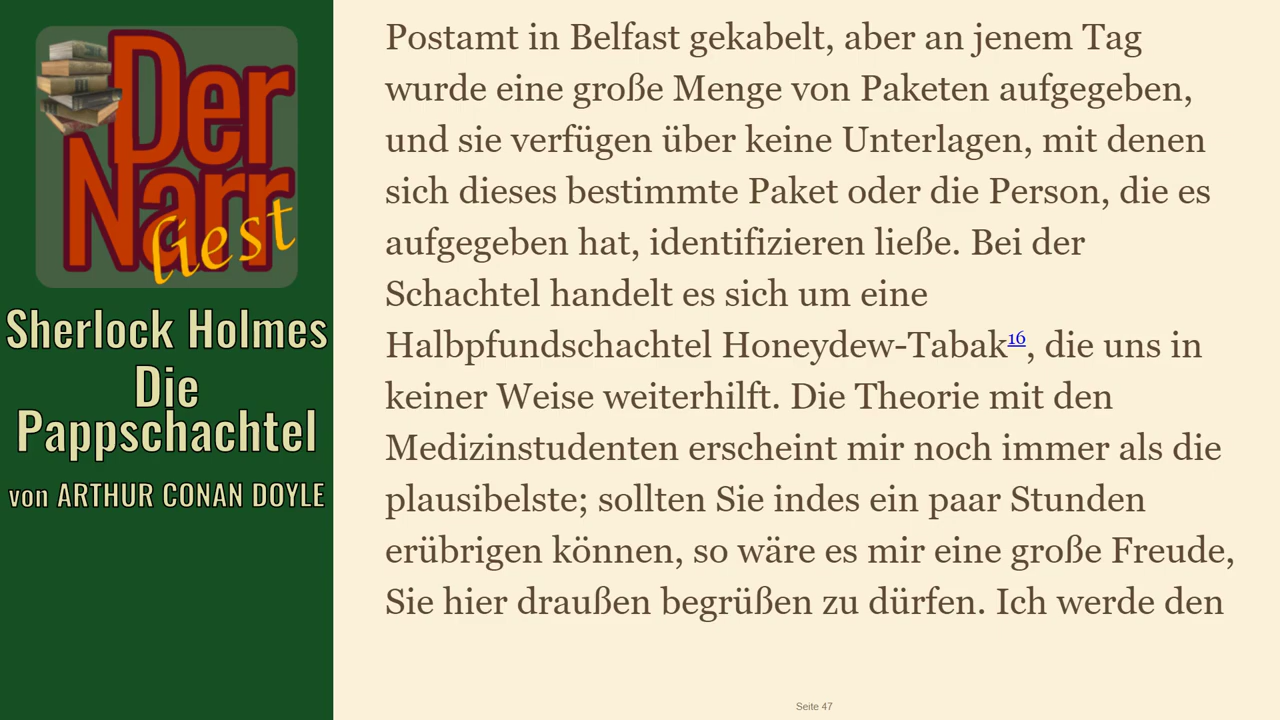 Der
Narr
liest
Sherlock Holmes
Die
Pappschachtel
von ARTHUR CONAN DOYLE
Postamt in Belfast gekabelt, aber an jenem Tag
wurde eine große Menge von Paketen aufgegeben,
und sie verfügen über keine Unterlagen, mit denen
sich dieses bestimmte Paket oder die Person, die es
aufgegeben hat, identifizieren ließe. Bei der
Schachtel handelt es sich um eine
Halbpfundschachtel Honeydew-Tabak16, die uns in
keiner Weise weiterhilft. Die Theorie mit den
Medizinstudenten erscheint mir noch immer als die
plausibelste; sollten Sie indes ein paar Stunden
erübrigen können, so wäre es mir eine große Freude,
Sie hier draußen begrüßen zu dürfen. Ich werde den
Seite 47